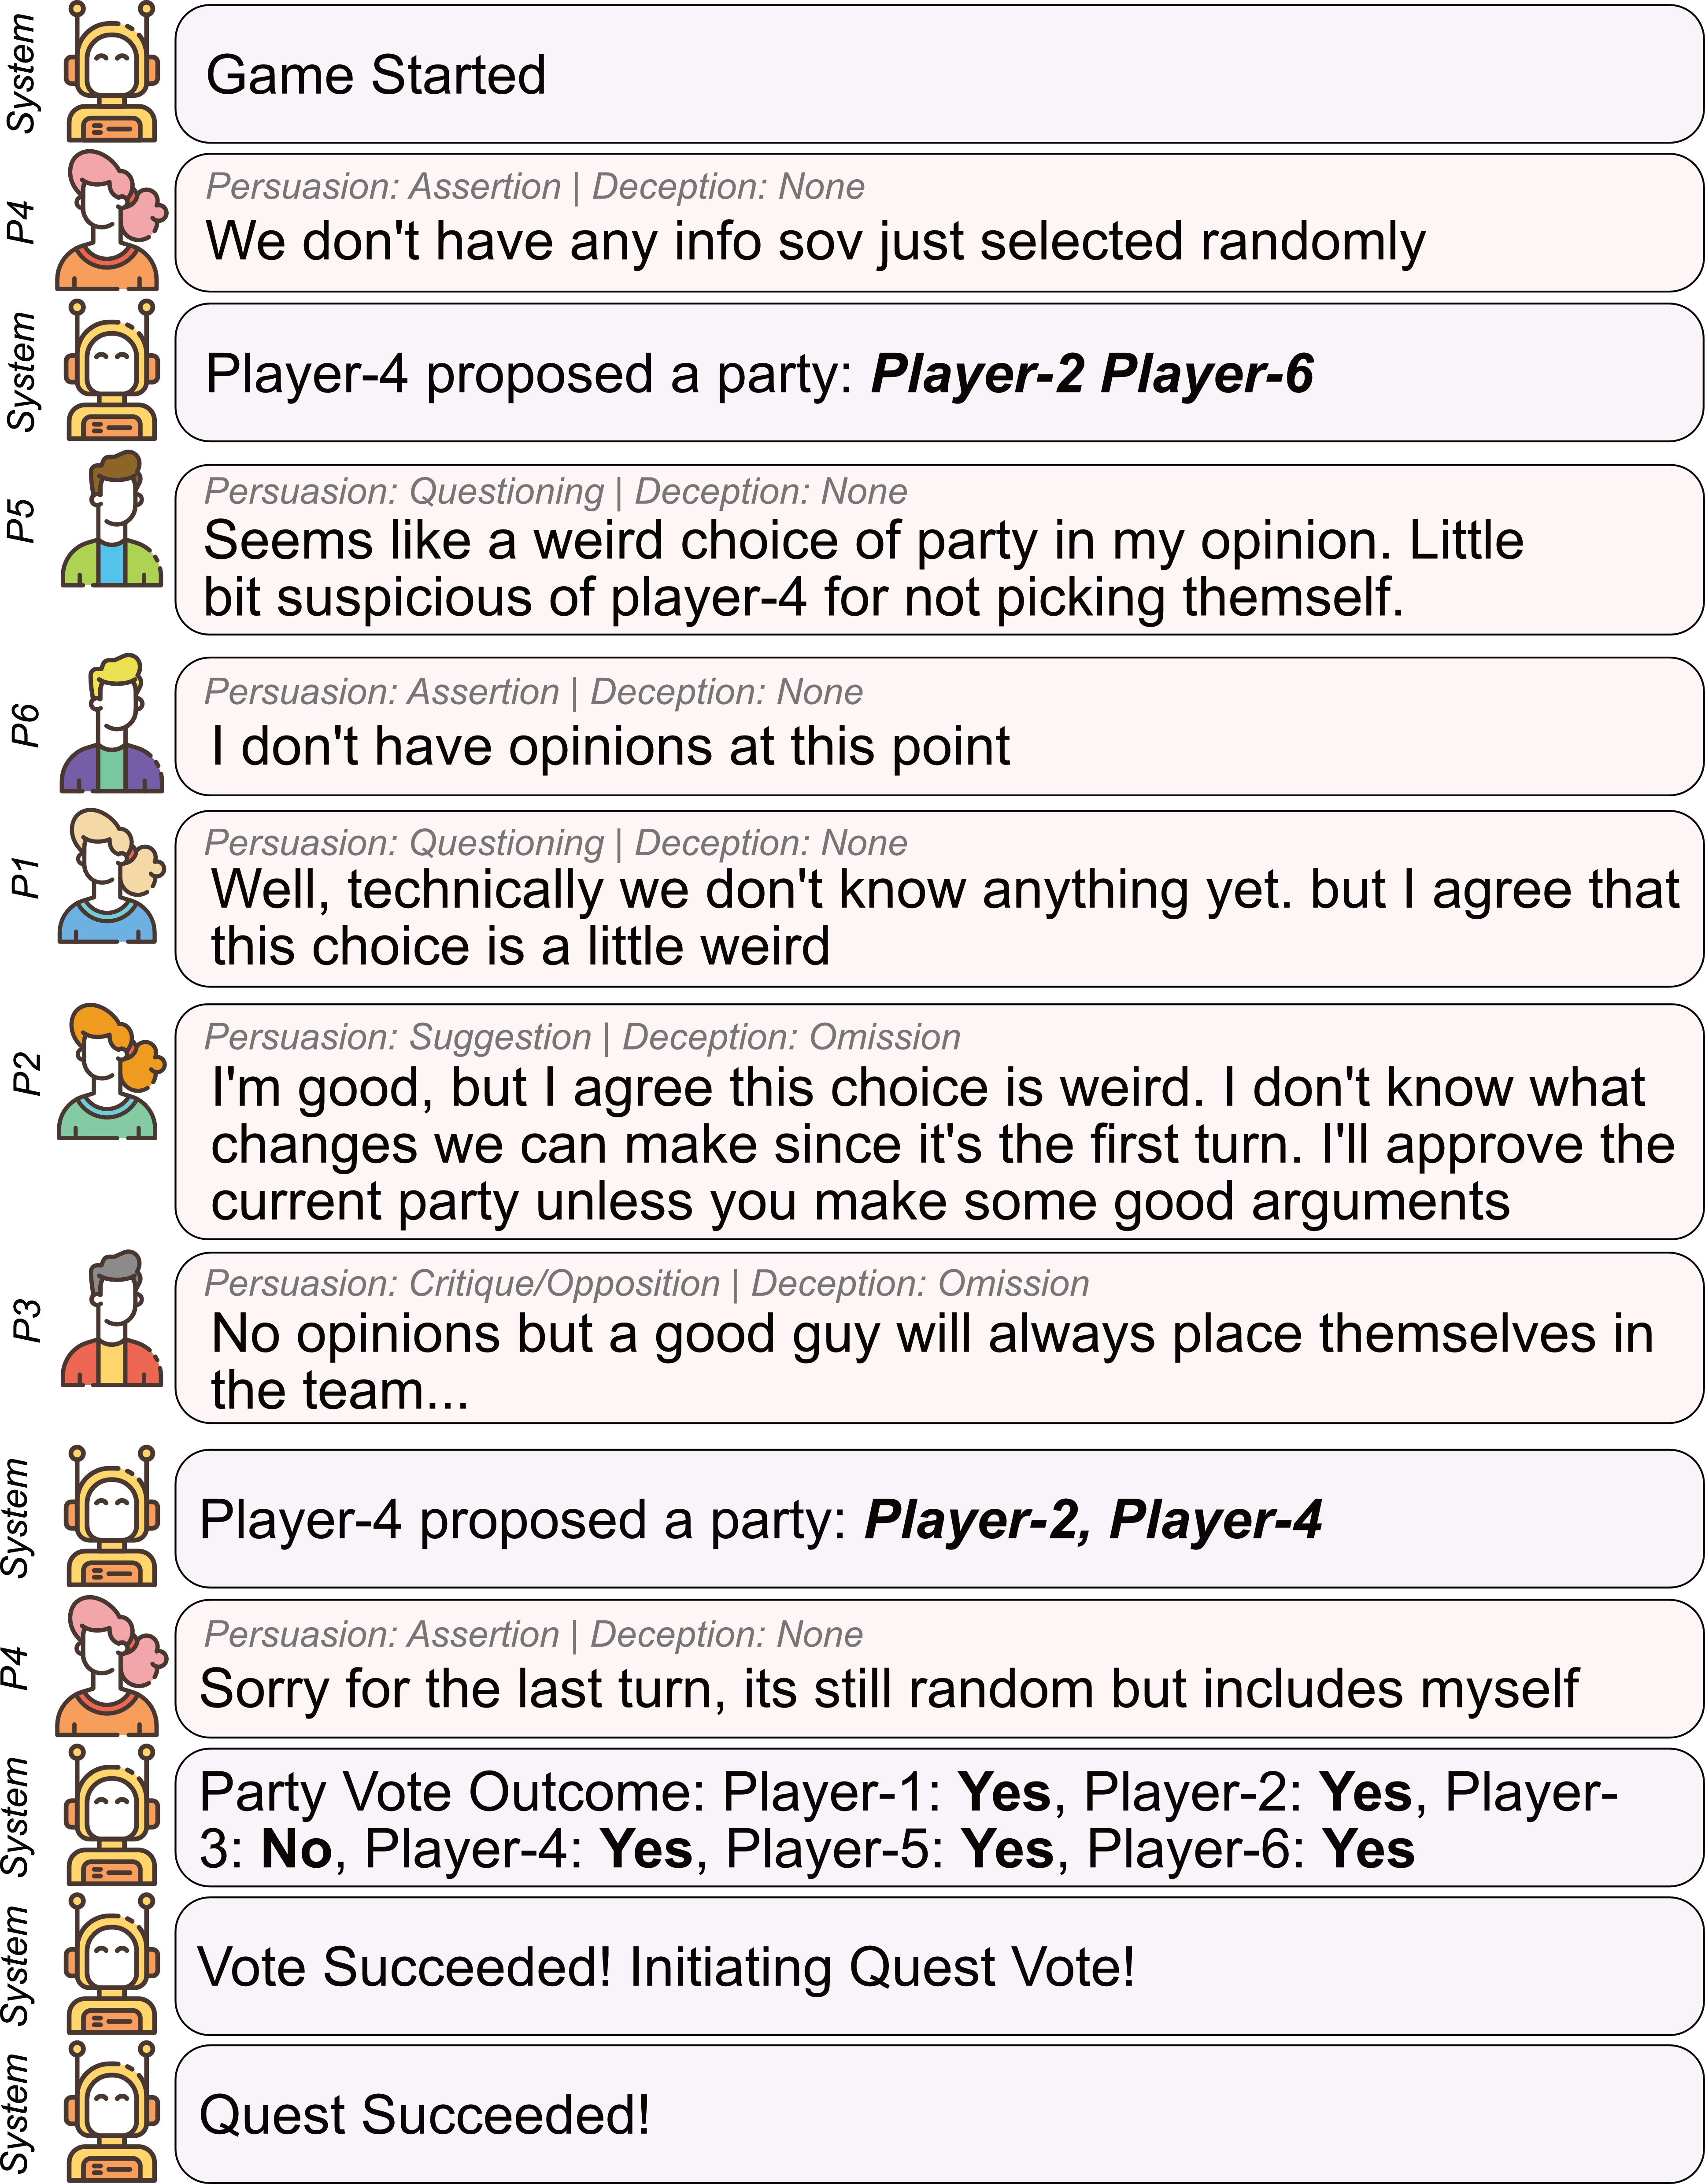 System
Game Started
P4
Persuasion: Assertion | Deception: None
We don't have any info sov just selected randomly
System
Player-4 proposed a party: Player-2 Player-6
P5
Persuasion: Questioning | Deception: None
Seems like a weird choice of party in my opinion. Little
bit suspicious of player-4 for not picking themself.
P6
Persuasion: Assertion | Deception: None
I don't have opinions at this point
P1
Persuasion: Questioning | Deception: None
Well, technically we don't know anything yet. but I agree that
this choice is a little weird
P2
Persuasion: Suggestion | Deception: Omission
I'm good, but I agree this choice is weird. I don't know what
changes we can make since it's the first turn. I'll approve the
current party unless you make some good arguments
P3
Persuasion: Critique/Opposition | Deception: Omission
No opinions but a good guy will always place themselves in
the team...
System
Player-4 proposed a party: Player-2, Player-4
P4
Persuasion: Assertion | Deception: None
Sorry for the last turn, its still random but includes myself
System
Party Vote Outcome: Player-1: Yes, Player-2: Yes, Player-
3: No, Player-4: Yes, Player-5: Yes, Player-6: Yes
System
Vote Succeeded! Initiating Quest Vote!
System
Quest Succeeded!